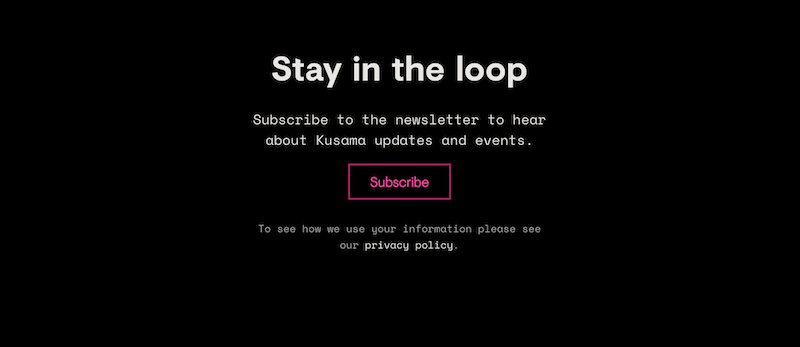 Stay in the loop
Subscribe to the newsletter to hear
about Kusama updates and events.
Subscribe
To see how we use your information please see
our privacy policy.